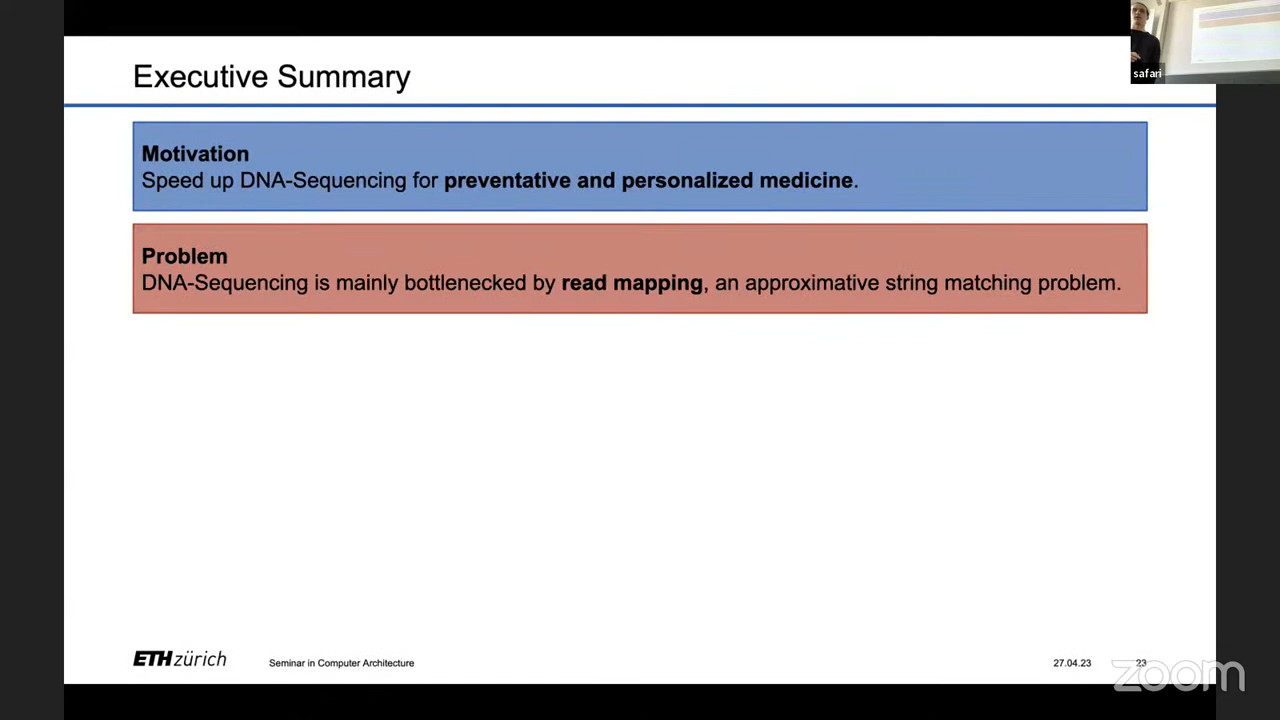 Executive Summary
safari
Motivation
Speed up DNA-Sequencing for preventative and personalized medicine.
Problem
DNA-Sequencing is mainly bottlenecked by read mapping, an approximative string matching problem.
ETH zürich
Seminar in Computer Architecture
27.04.23
23
zoom